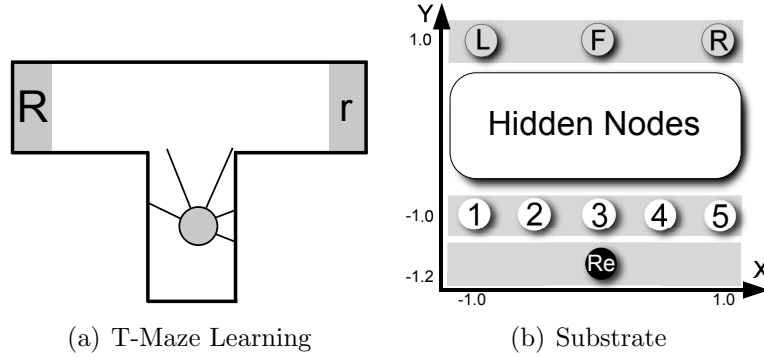 R r
(a) T-Maze Learning
Y
1.0 L F R
Hidden Nodes
-1.0 1 2 3 4 5
-1.2 Re
X
-1.0 1.0
(b) Substrate